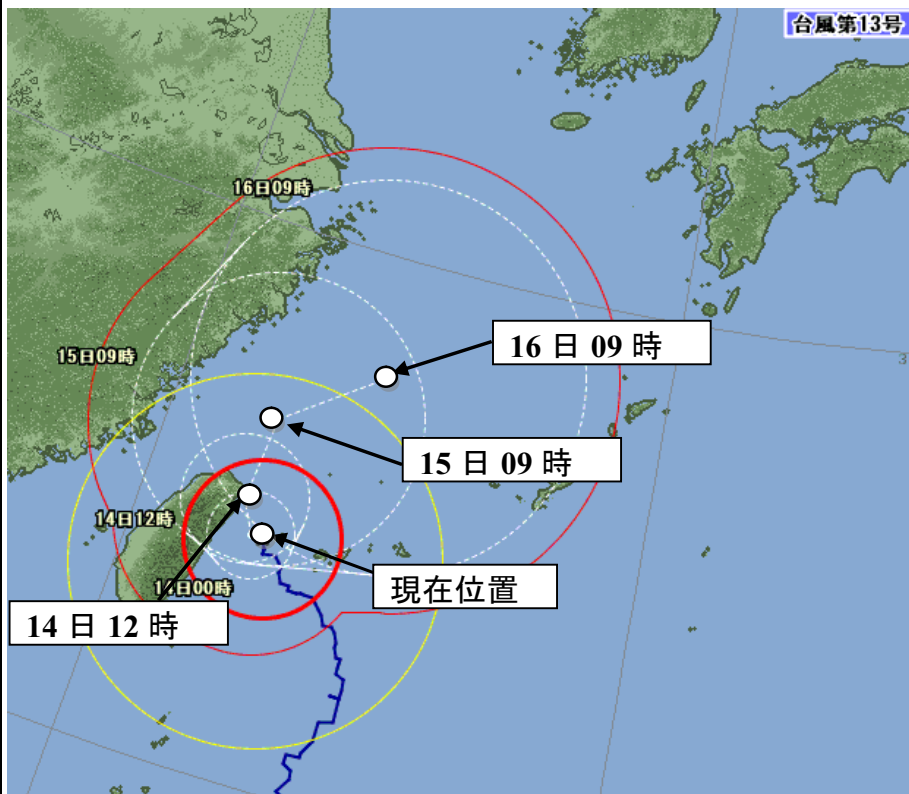 台風第13号
16日09時
16 日 09 時
15日09時
15 日 09 時
14日12時
14日00時
現在位置
14 日 12 時
3